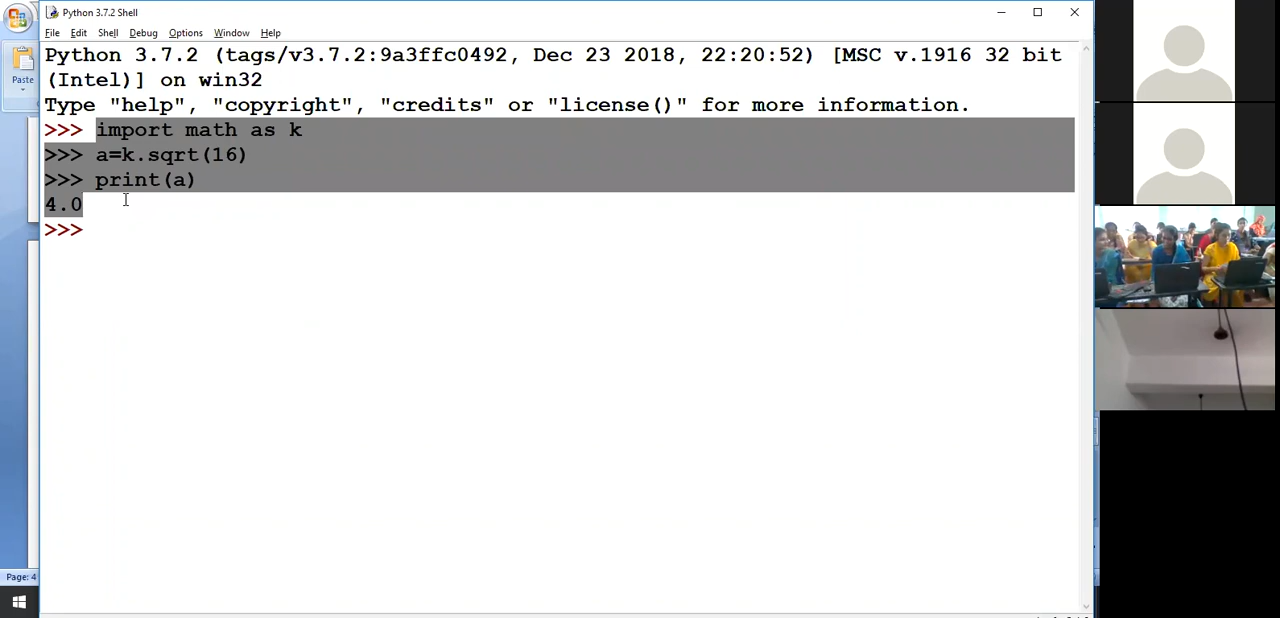 Python 3.7.2 Shell
File Edit Shell Debug Options Window Help
Paste
Python 3.7.2 (tags/v3.7.2:9a3ffc0492, Dec 23 2018, 22:20:52) [MSC v.1916 32 bit
(Intel)] on win32
Type "help", "copyright", "credits" or "license()" for more information.
>>> import math as k
>>> a=k.sqrt(16)
>>> print(a)
4.0
>>>
Page: 4